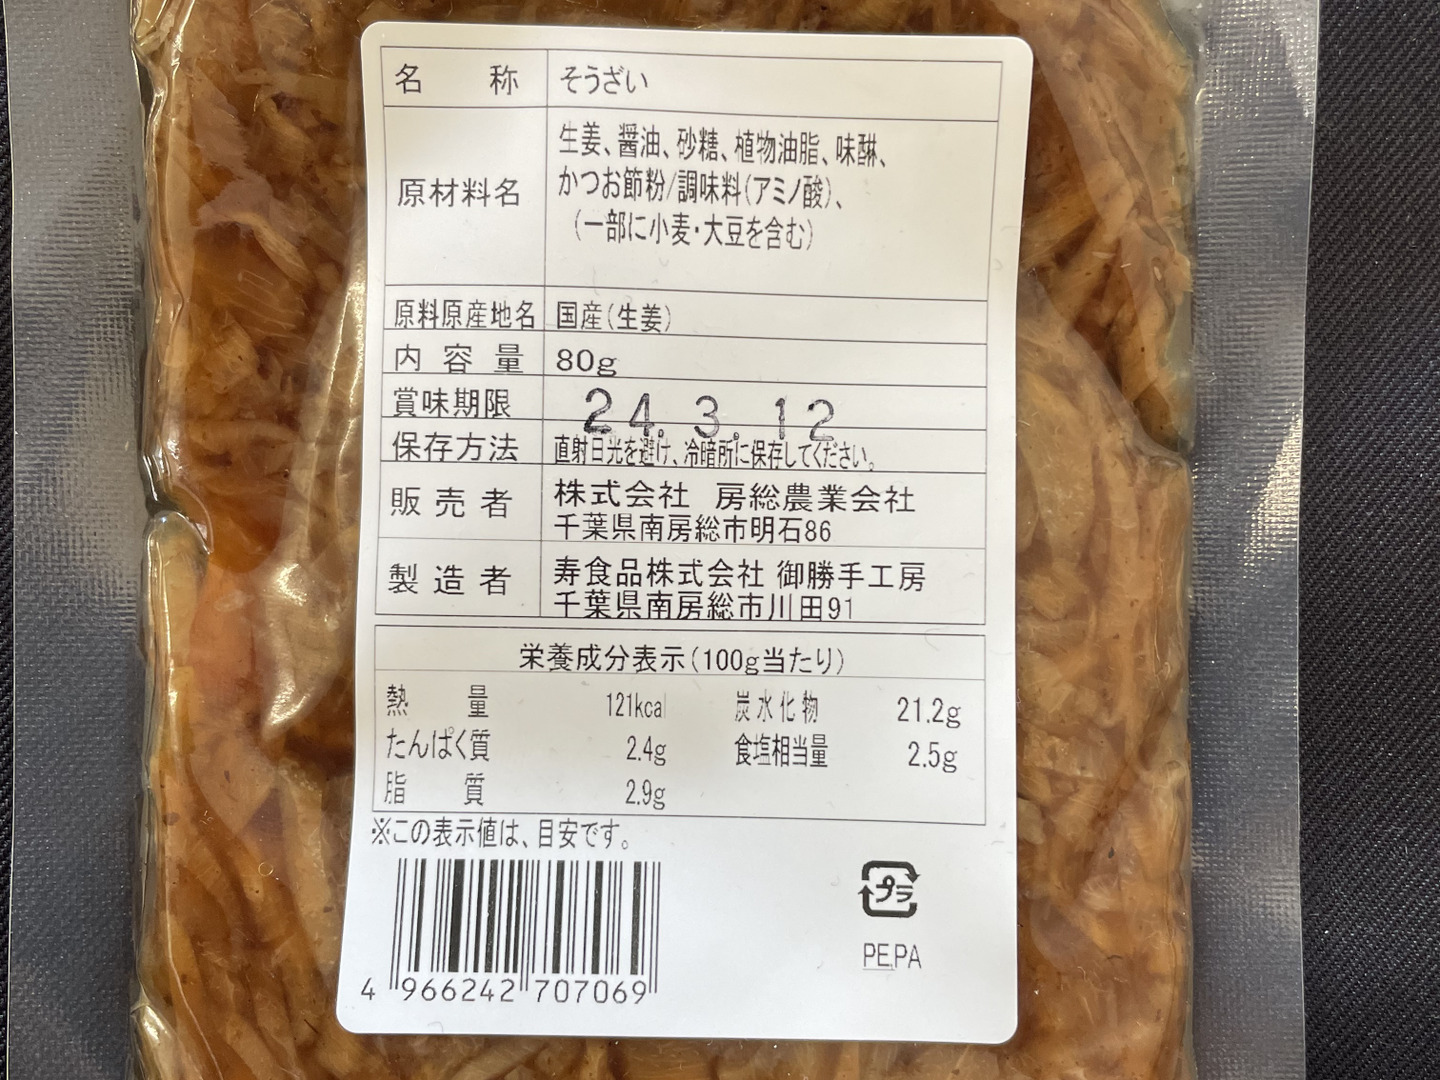 名称 そうざい
原材料名 生姜、醤油、砂糖、植物油脂、味醂、
かつお節粉/調味料(アミノ酸)、
(一部に小麦・大豆を含む)
原料原産地名 国産(生姜)
内容量 80g
賞味期限 24.3.12
保存方法 直射日光を避け、冷暗所に保存してください。
販売者 株式会社 房総農業会社
千葉県南房総市明石86
製造者 寿食品株式会社 御勝手工房
千葉県南房総市川田91
栄養成分表示(100g当たり)
熱量 121kcal 炭水化物 21.2g
たんぱく質 2.4g 食塩相当量 2.5g
脂質 2.9g
※この表示値は、目安です。
プラ
PE,PA
4 966242 707069